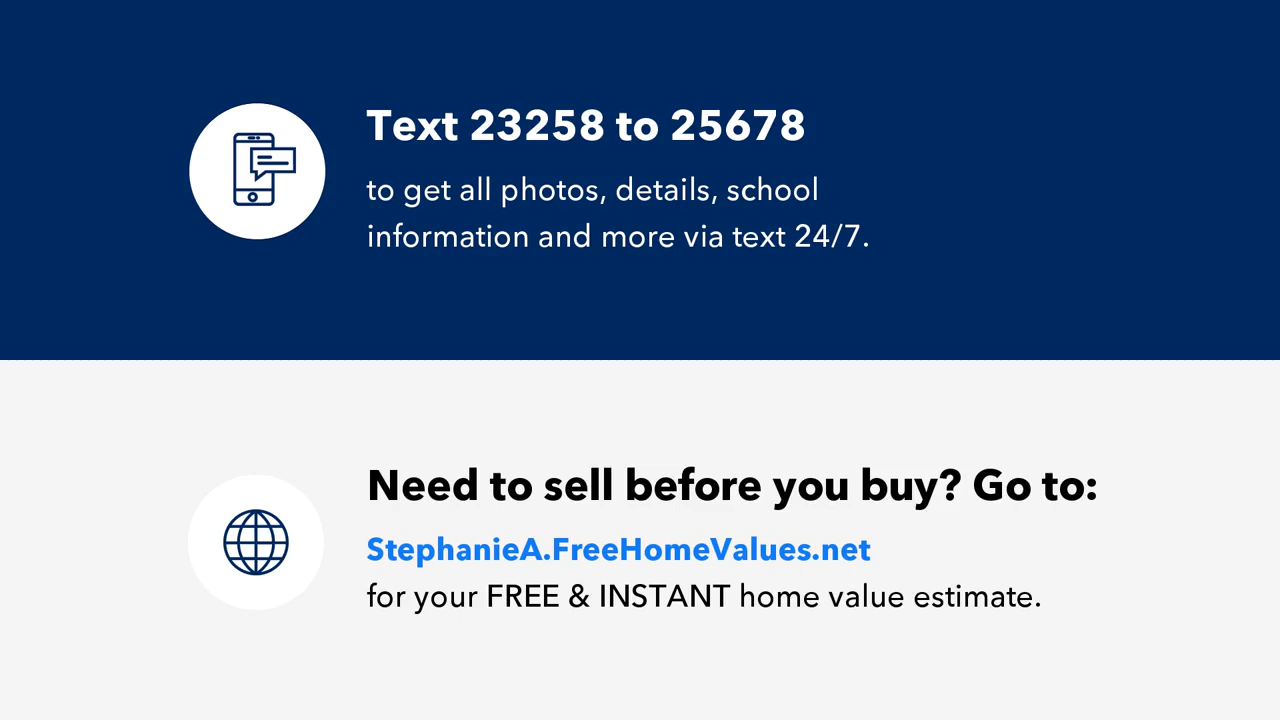 Text 23258 to 25678
to get all photos, details, school
information and more via text 24/7.
Need to sell before you buy? Go to:
StephanieA.FreeHomeValues.net
for your FREE & INSTANT home value estimate.